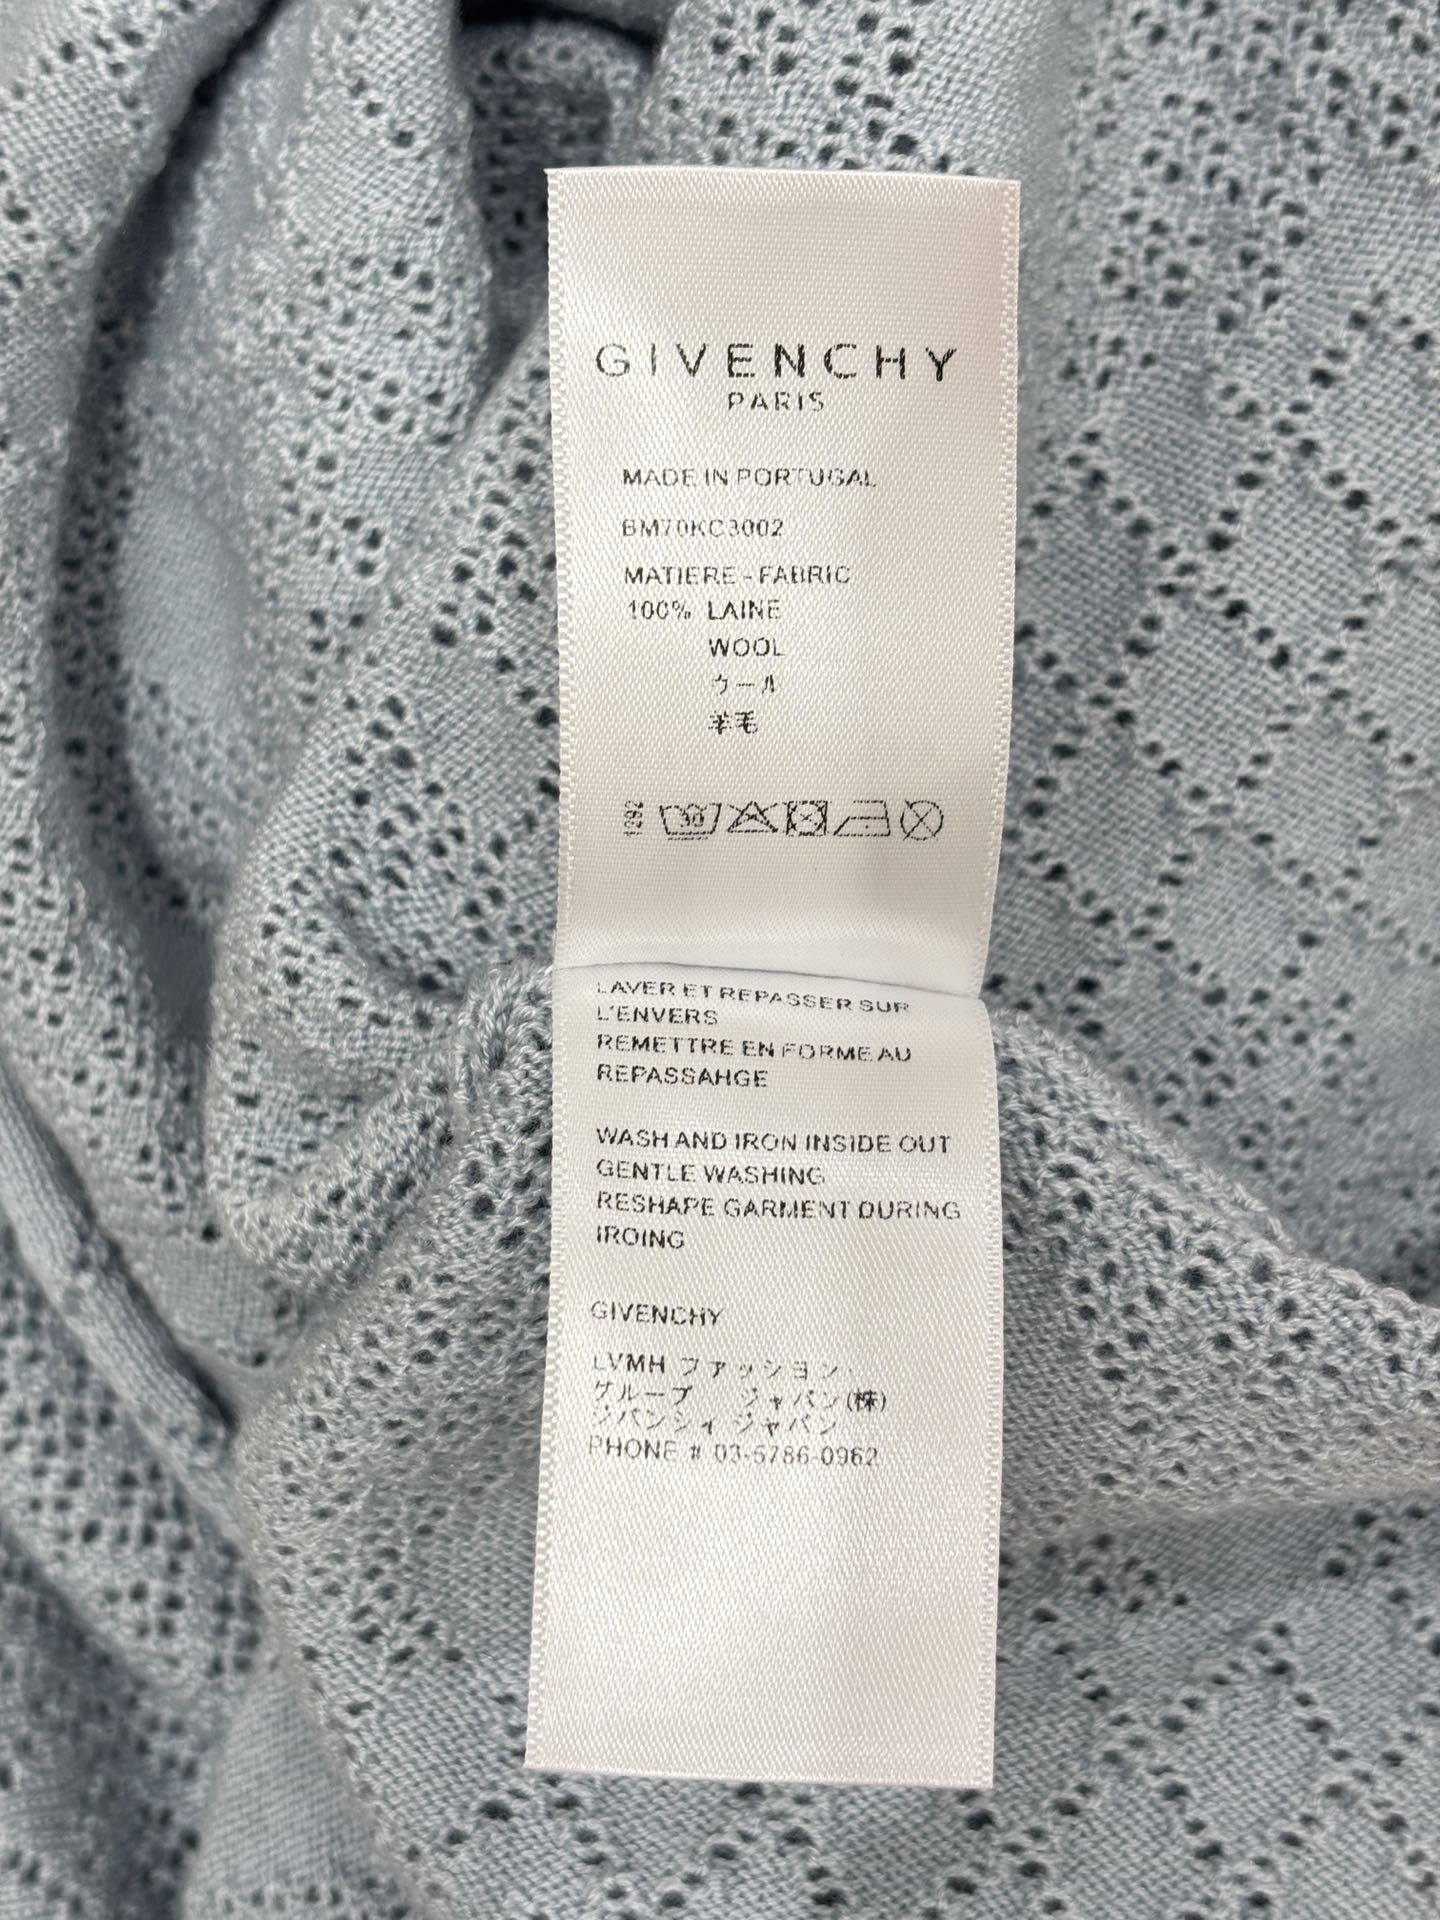 GIVENCHY
PARIS
MADE IN PORTUGAL
BM70KC3002
MATIERE - FABRIC
100% LAINE
WOOL
ウール
羊毛
1292
30
LAVER ET REPASSER SUR
L'ENVERS
REMETTRE EN FORME AU
REPASSAHGE
WASH AND IRON INSIDE OUT
GENTLE WASHING
RESHAPE GARMENT DURING
IROING
GIVENCHY
LVMH ファッション・
グループ ジャパン(株)
ジバンシィ ジャパン
PHONE # 03-6786-0962